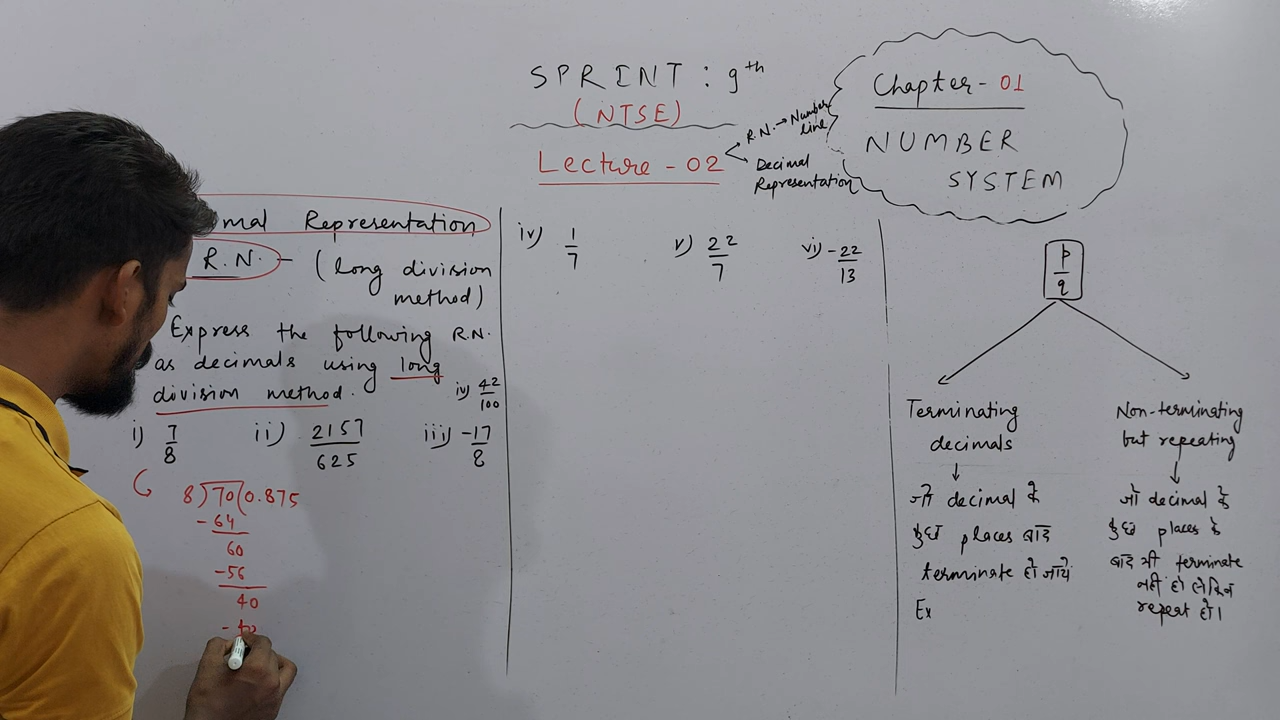 SPRINT : 9th
(NTSE)
Lecture - 02
R.N. → Number
line
Decimal
Representation
Chapter - 01
NUMBER
SYSTEM
mal Representation
R.N. - (long division
method)
Express the following R.N.
as decimals using long
division method.
iv) 42/100
i) 7/8 ii) 2157/625 iii) -17/8
8)70(0.875
-64
60
-56
40
-40
iv) 1/7 v) 22/7 vi) -22/13
p/q
Terminating
decimals
जो decimal के
कुछ places बाद
terminate हो जाये
Ex
Non-terminating
but repeating
जो decimal के
कुछ places के
बाद भी terminate
नहीं हो लेकिन
repeat हो।